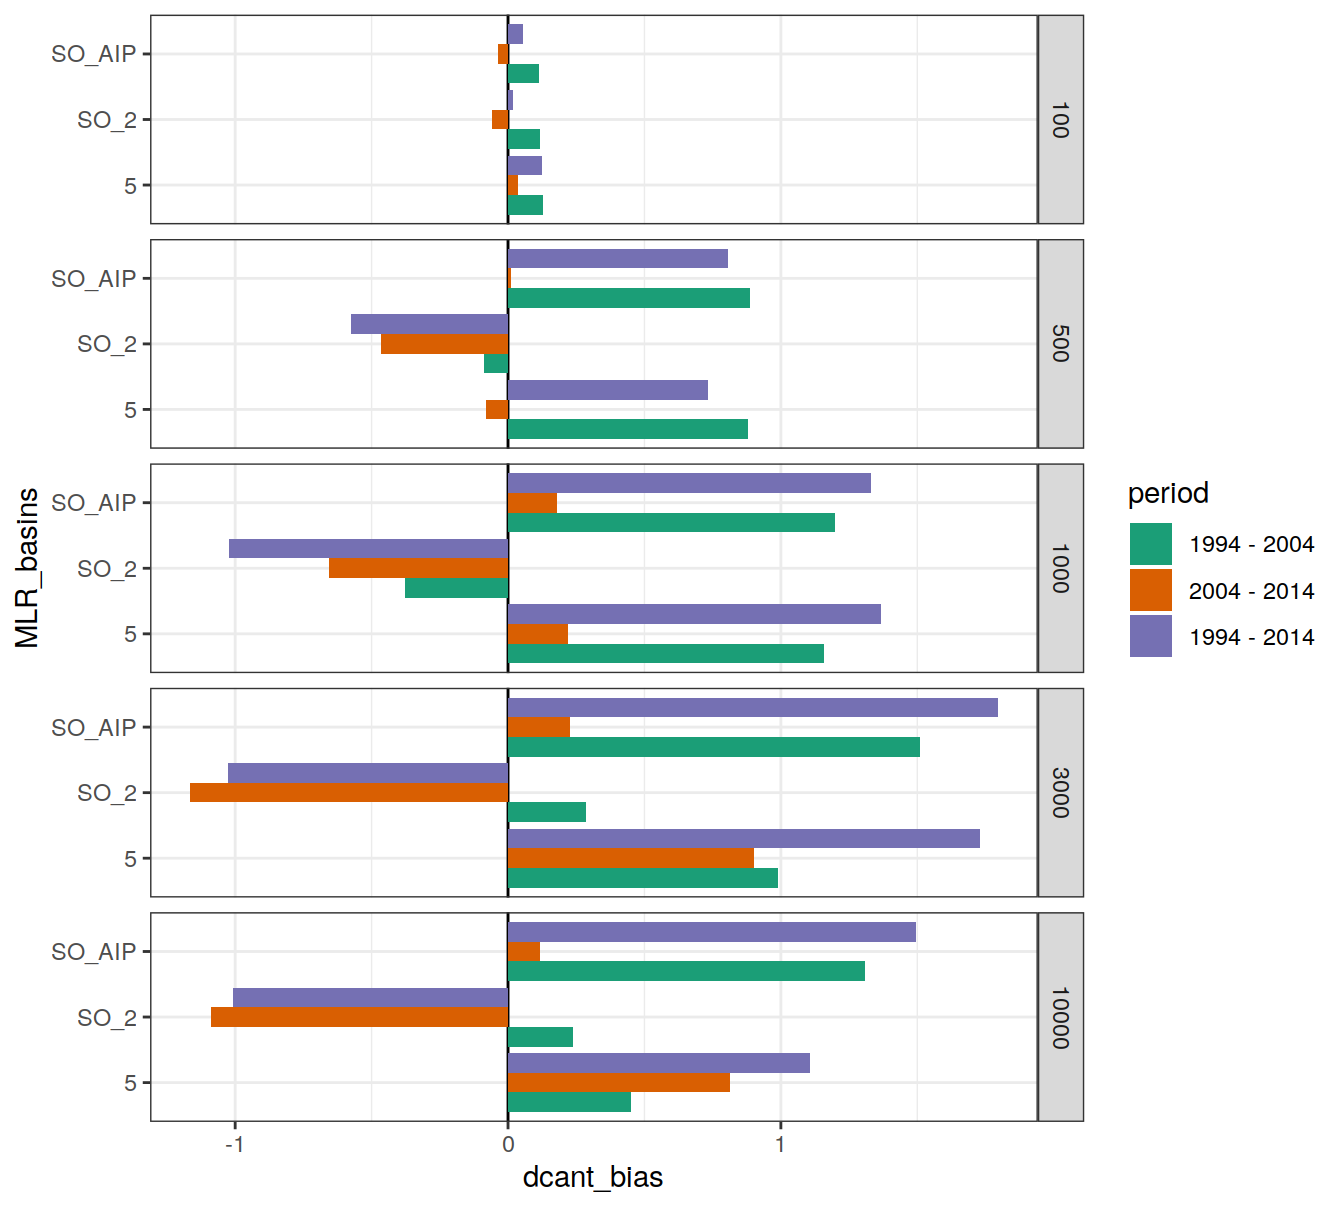 SO_AIP
SO_2
5
100
SO_AIP
SO_2
5
500
SO_AIP
SO_2
5
1000
SO_AIP
SO_2
5
3000
SO_AIP
SO_2
5
10000
-1
0
1
dcant_bias
MLR_basins
period
1994 - 2004
2004 - 2014
1994 - 2014